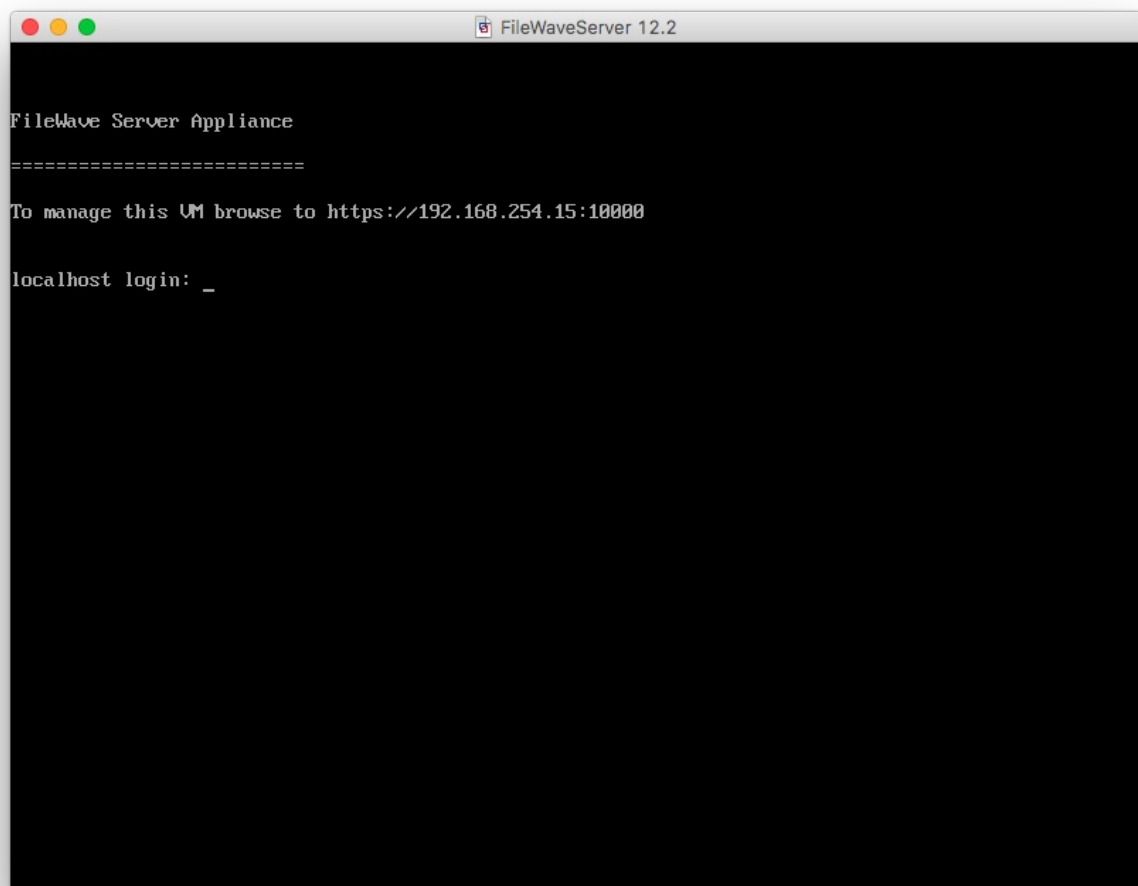 FileWaveServer 12.2
FileWave Server Appliance
==========================
To manage this VM browse to https://192.168.254.15:10000
localhost login: _